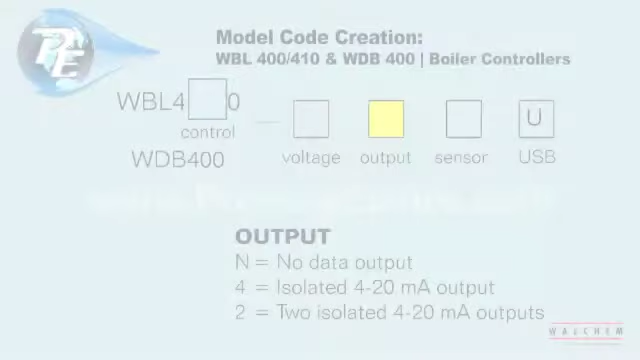 PE
Model Code Creation:
WBL 400/410 & WDB 400 | Boiler Controllers
WBL4 0
control
WDB400
voltage
output
sensor
U
USB
OUTPUT
N = No data output
4 = Isolated 4-20 mA output
2 = Two isolated 4-20 mA outputs
WALCHEM